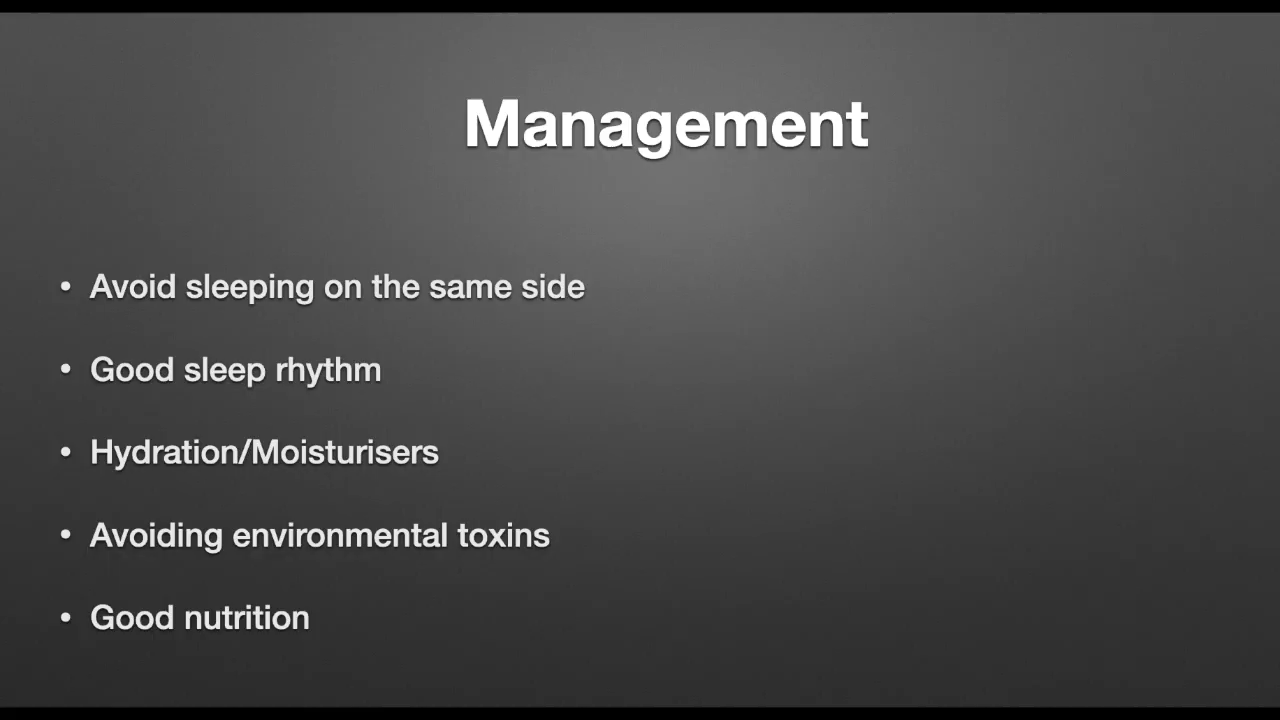 Management
• Avoid sleeping on the same side
• Good sleep rhythm
• Hydration/Moisturisers
• Avoiding environmental toxins
• Good nutrition